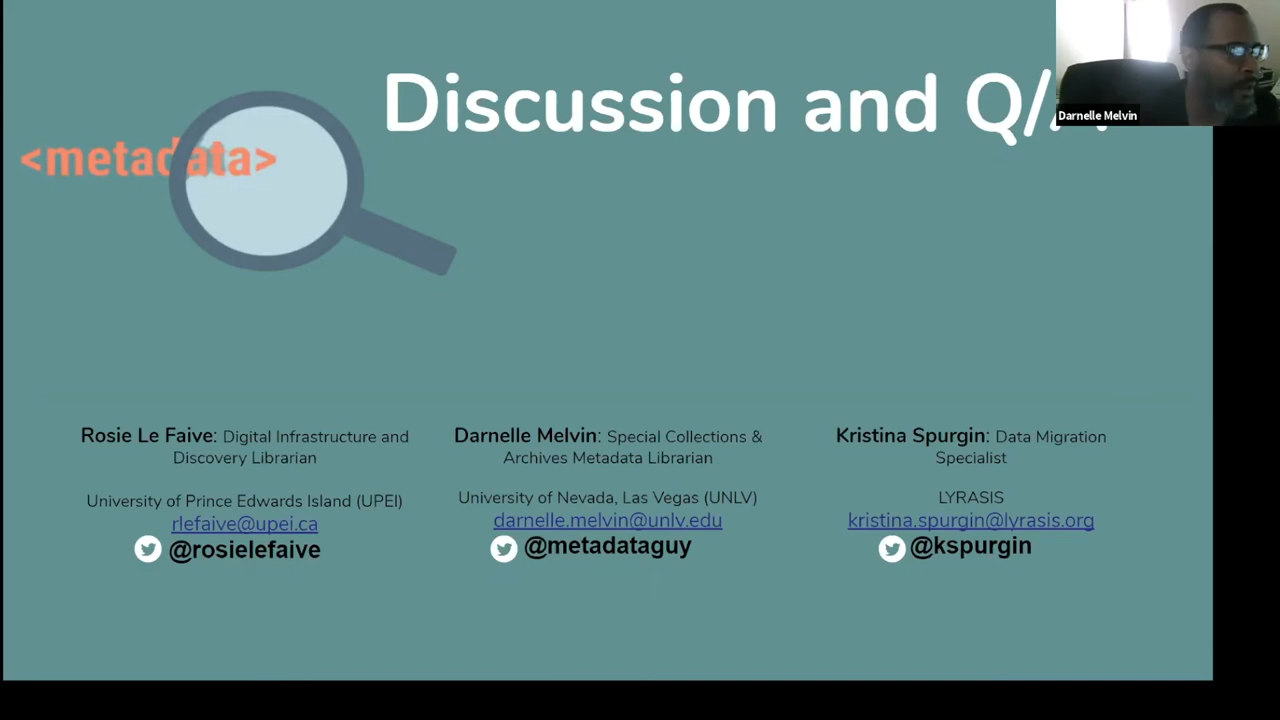 Discussion and Q/
Darnelle Melvin
<metadata>
Rosie Le Faive: Digital Infrastructure and
Discovery Librarian
University of Prince Edwards Island (UPEI)
rlefaive@upei.ca
@rosielefaive
Darnelle Melvin: Special Collections &
Archives Metadata Librarian
University of Nevada, Las Vegas (UNLV)
darnelle.melvin@unlv.edu
@metadataguy
Kristina Spurgin: Data Migration
Specialist
LYRASIS
kristina.spurgin@lyrasis.org
@kspurgin